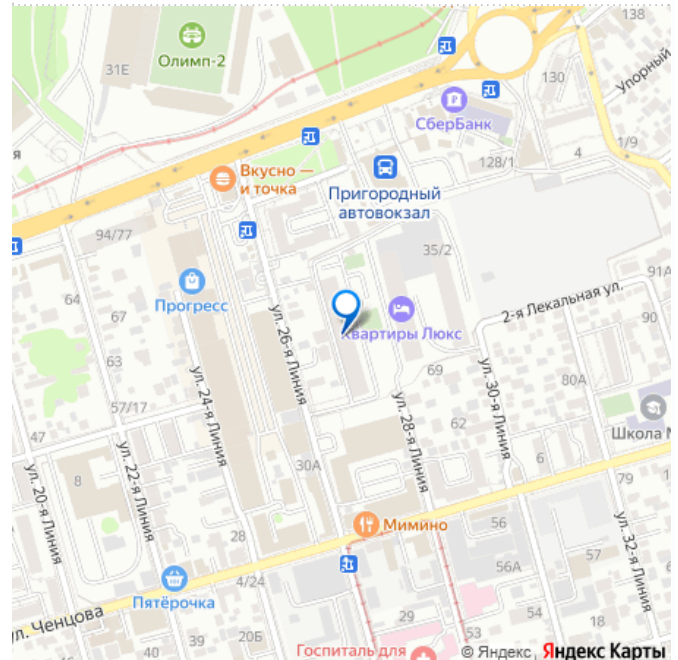 138
31Е
Олимп-2
130
Упорный
СберБанк
1/9
4
128/1
Вкусно —
и точка
Пригородный
автовокзал
94/77
35/2
91А
64
Прогресс
67
2-я Лекальная ул.
90
63
Квартиры Люкс
ул. 26-я Линия
69
80А
57/17
ул. 24-я Линия
ул. 28-я Линия
ул. 30-я Линия
47
62
Школа №
8
30А
6
ул. 20-я Линия
ул. 22-я Линия
79
1
Мимино
56
28
ул. 32-я Линия
57
4/24
56А
Пятёрочка
ул. Ченцова
29
40
39
20Б
53
55
Госпиталь для
© Яндекс
Яндекс Карты